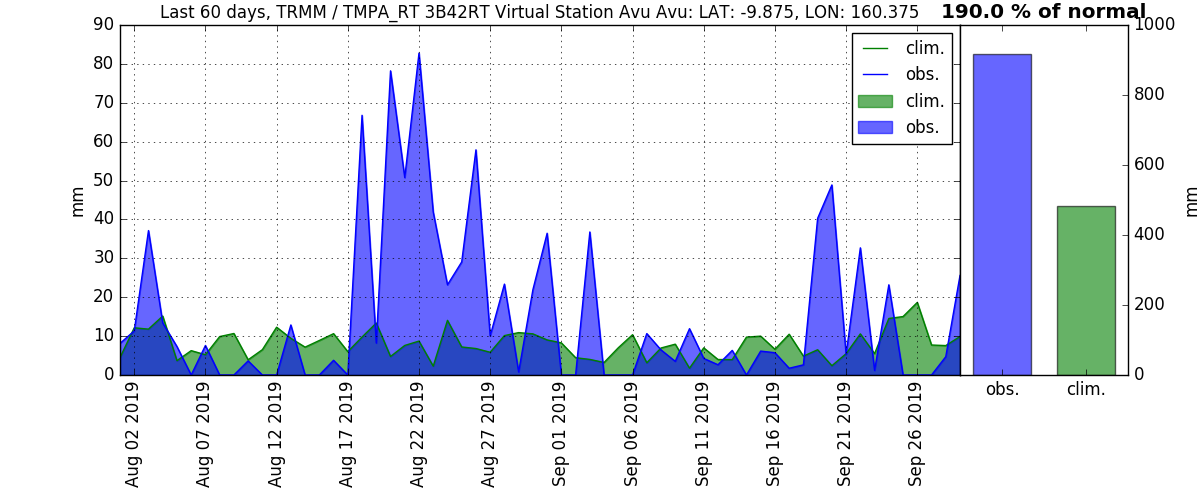 Last 60 days, TRMM / TMPA_RT 3B42RT Virtual Station Avu Avu: LAT: -9.875, LON: 160.375
190.0 % of normal
90
80
70
60
50
40
30
20
10
0
mm
clim.
obs.
clim.
obs.
1000
800
600
400
200
0
mm
obs.
clim.
Aug 02 2019
Aug 07 2019
Aug 12 2019
Aug 17 2019
Aug 22 2019
Aug 27 2019
Sep 01 2019
Sep 06 2019
Sep 11 2019
Sep 16 2019
Sep 21 2019
Sep 26 2019